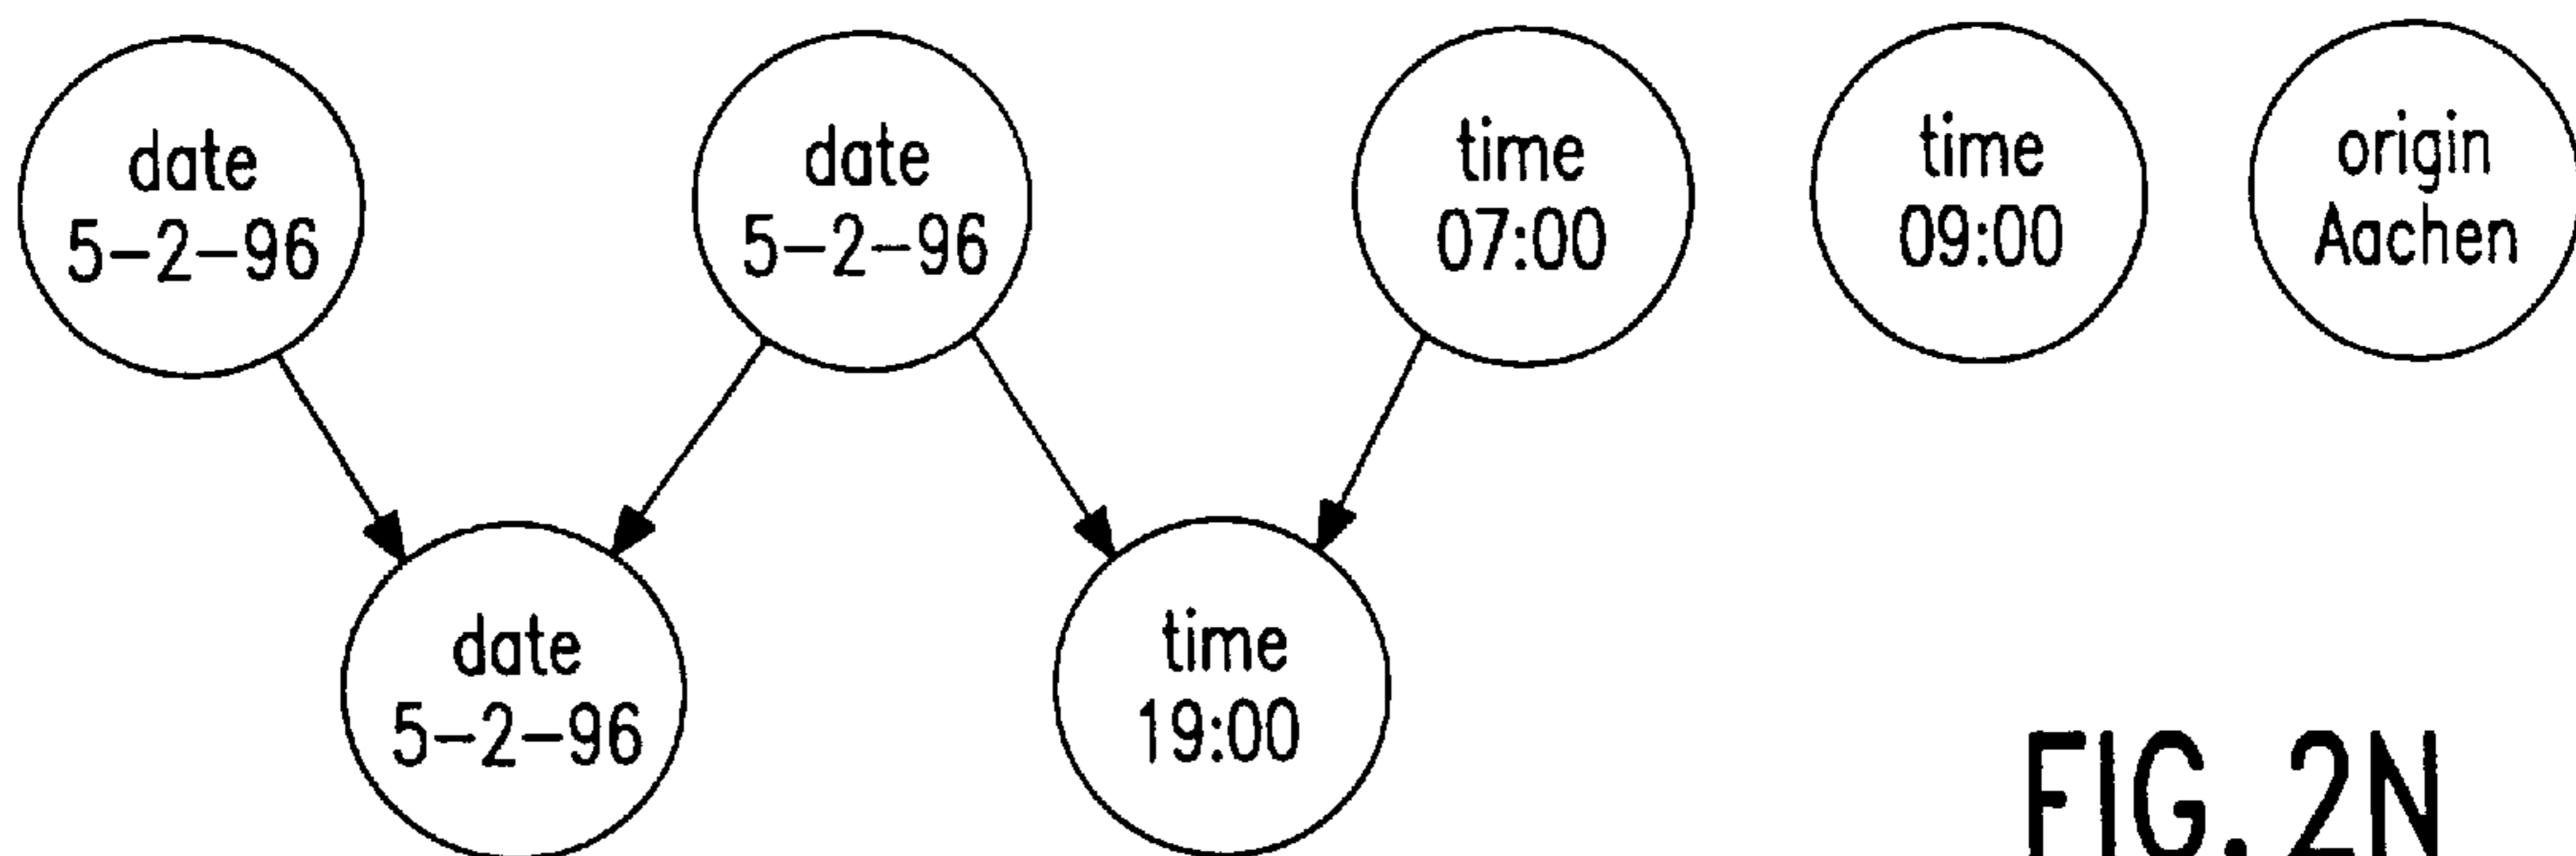 date
5-2-96
date
5-2-96
time
07:00
time
09:00
origin
Aachen
date
5-2-96
time
19:00
FIG. 2N